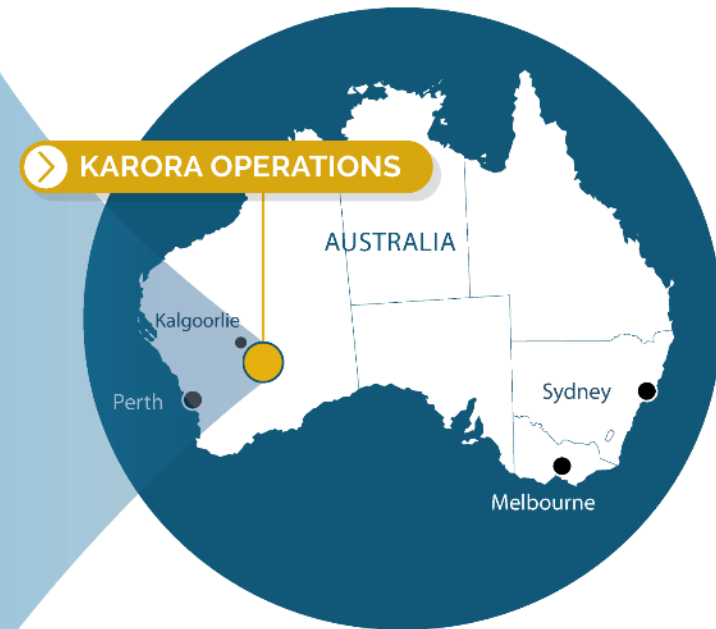 KARORA OPERATIONS
AUSTRALIA
Kalgoorlie
Perth
Sydney
Melbourne